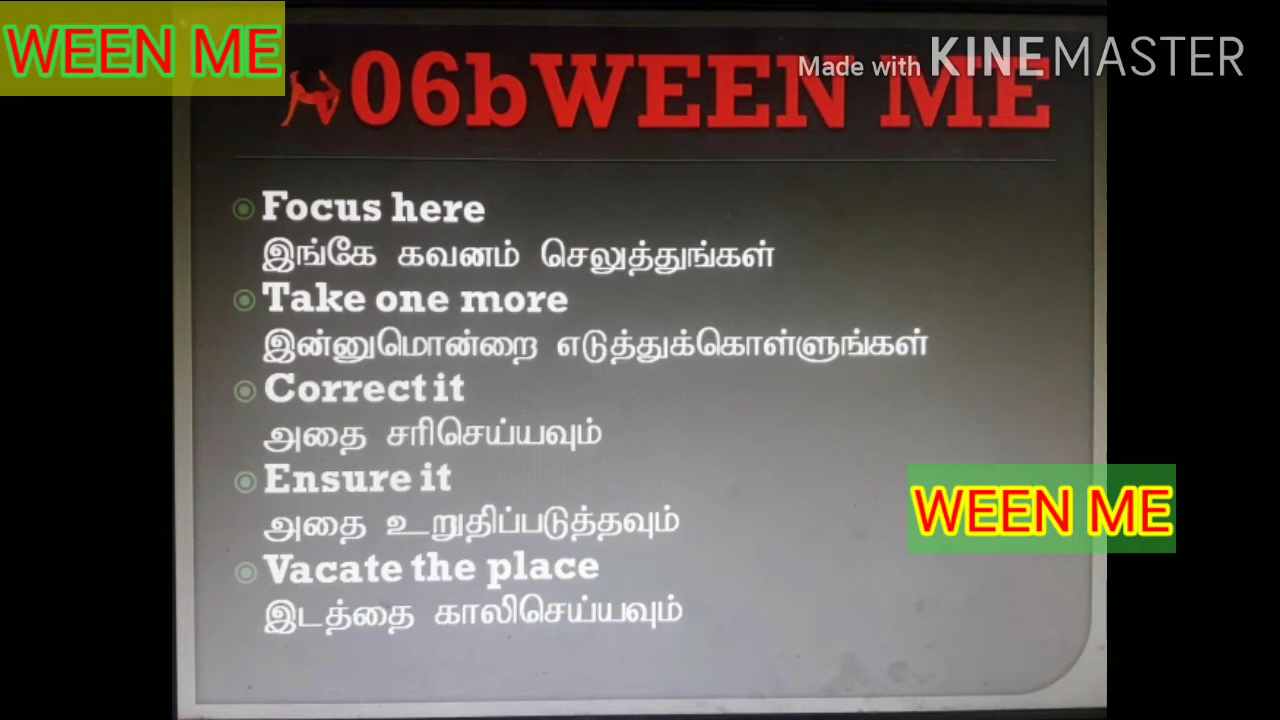 WEEN ME
Made with KINEMASTER
06bWEEN ME
Focus here
இங்கே கவனம் செலுத்துங்கள்
Take one more
இன்னுமொன்றை எடுத்துக்கொள்ளுங்கள்
Correct it
அதை சரிசெய்யவும்
Ensure it
அதை உறுதிப்படுத்தவும்
WEEN ME
Vacate the place
இடத்தை காலிசெய்யவும்